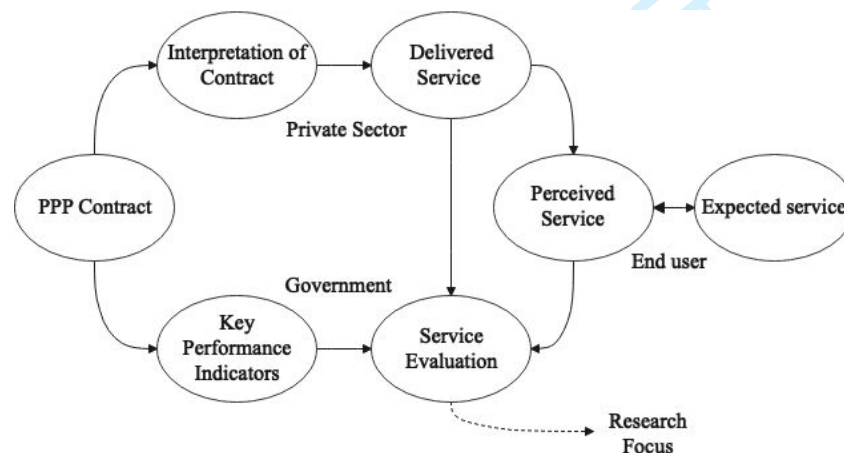 Interpretation of
Contract
Delivered
Service
Private Sector
PPP Contract
Perceived
Service
Expected service
End user
Government
Key
Performance
Indicators
Service
Evaluation
Research
Focus